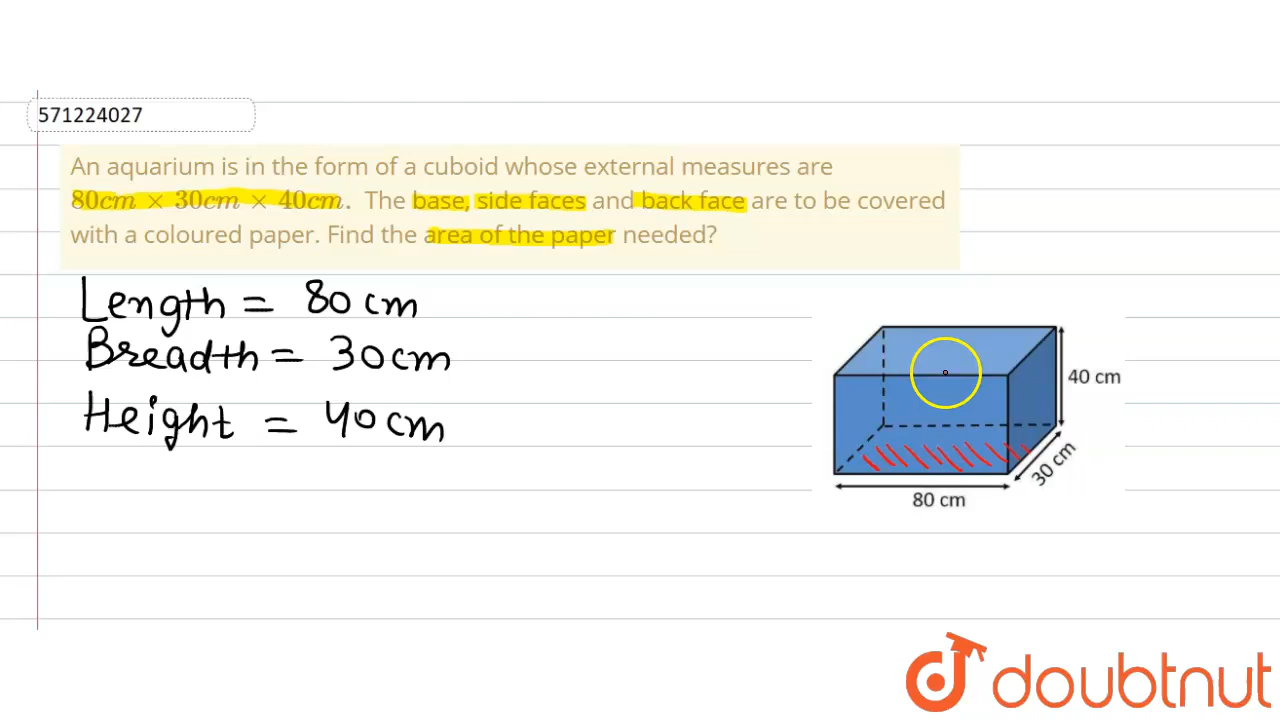 571224027
An aquarium is in the form of a cuboid whose external measures are
80cm × 30cm × 40cm. The base, side faces and back face are to be covered
with a coloured paper. Find the area of the paper needed?
Length = 80 cm
Breadth = 30 cm
Height = 40 cm
40 cm
30 cm
80 cm
doubtnut